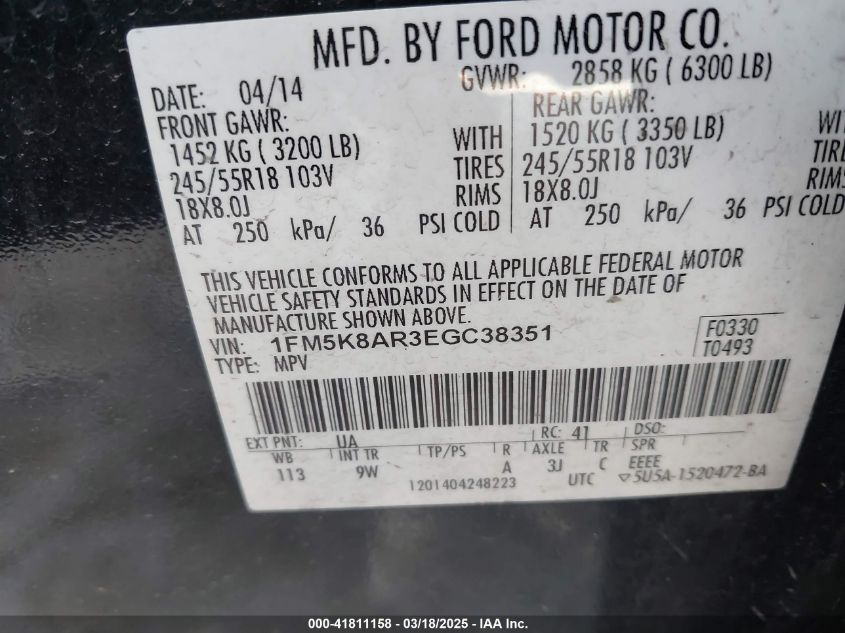 MFD. BY FORD MOTOR CO.
DATE: 04/14 GVWR: 2858 KG ( 6300 LB)
FRONT GAWR: REAR GAWR:
1452 KG ( 3200 LB) WITH 1520 KG ( 3350 LB)
245/55R18 103V TIRES 245/55R18 103V
18X8.0J RIMS 18X8.0J RIMS
AT 250 kPa/ 36 PSI COLD AT 250 kPa/ 36 PSI COLD
THIS VEHICLE CONFORMS TO ALL APPLICABLE FEDERAL MOTOR
VEHICLE SAFETY STANDARDS IN EFFECT ON THE DATE OF
MANUFACTURE SHOWN ABOVE.
VIN: 1FM5K8AR3EGC38351 F0330
TYPE: MPV T0493
EXT PNT: UA RC: 41 DSO:
WB INT TR TP/PS R AXLE TR SPR
113 9W A 3J C EEEE
1201404248223 UTC ▽5U5A-1520472-BA
000-41811158 - 03/18/2025 - IAA Inc.